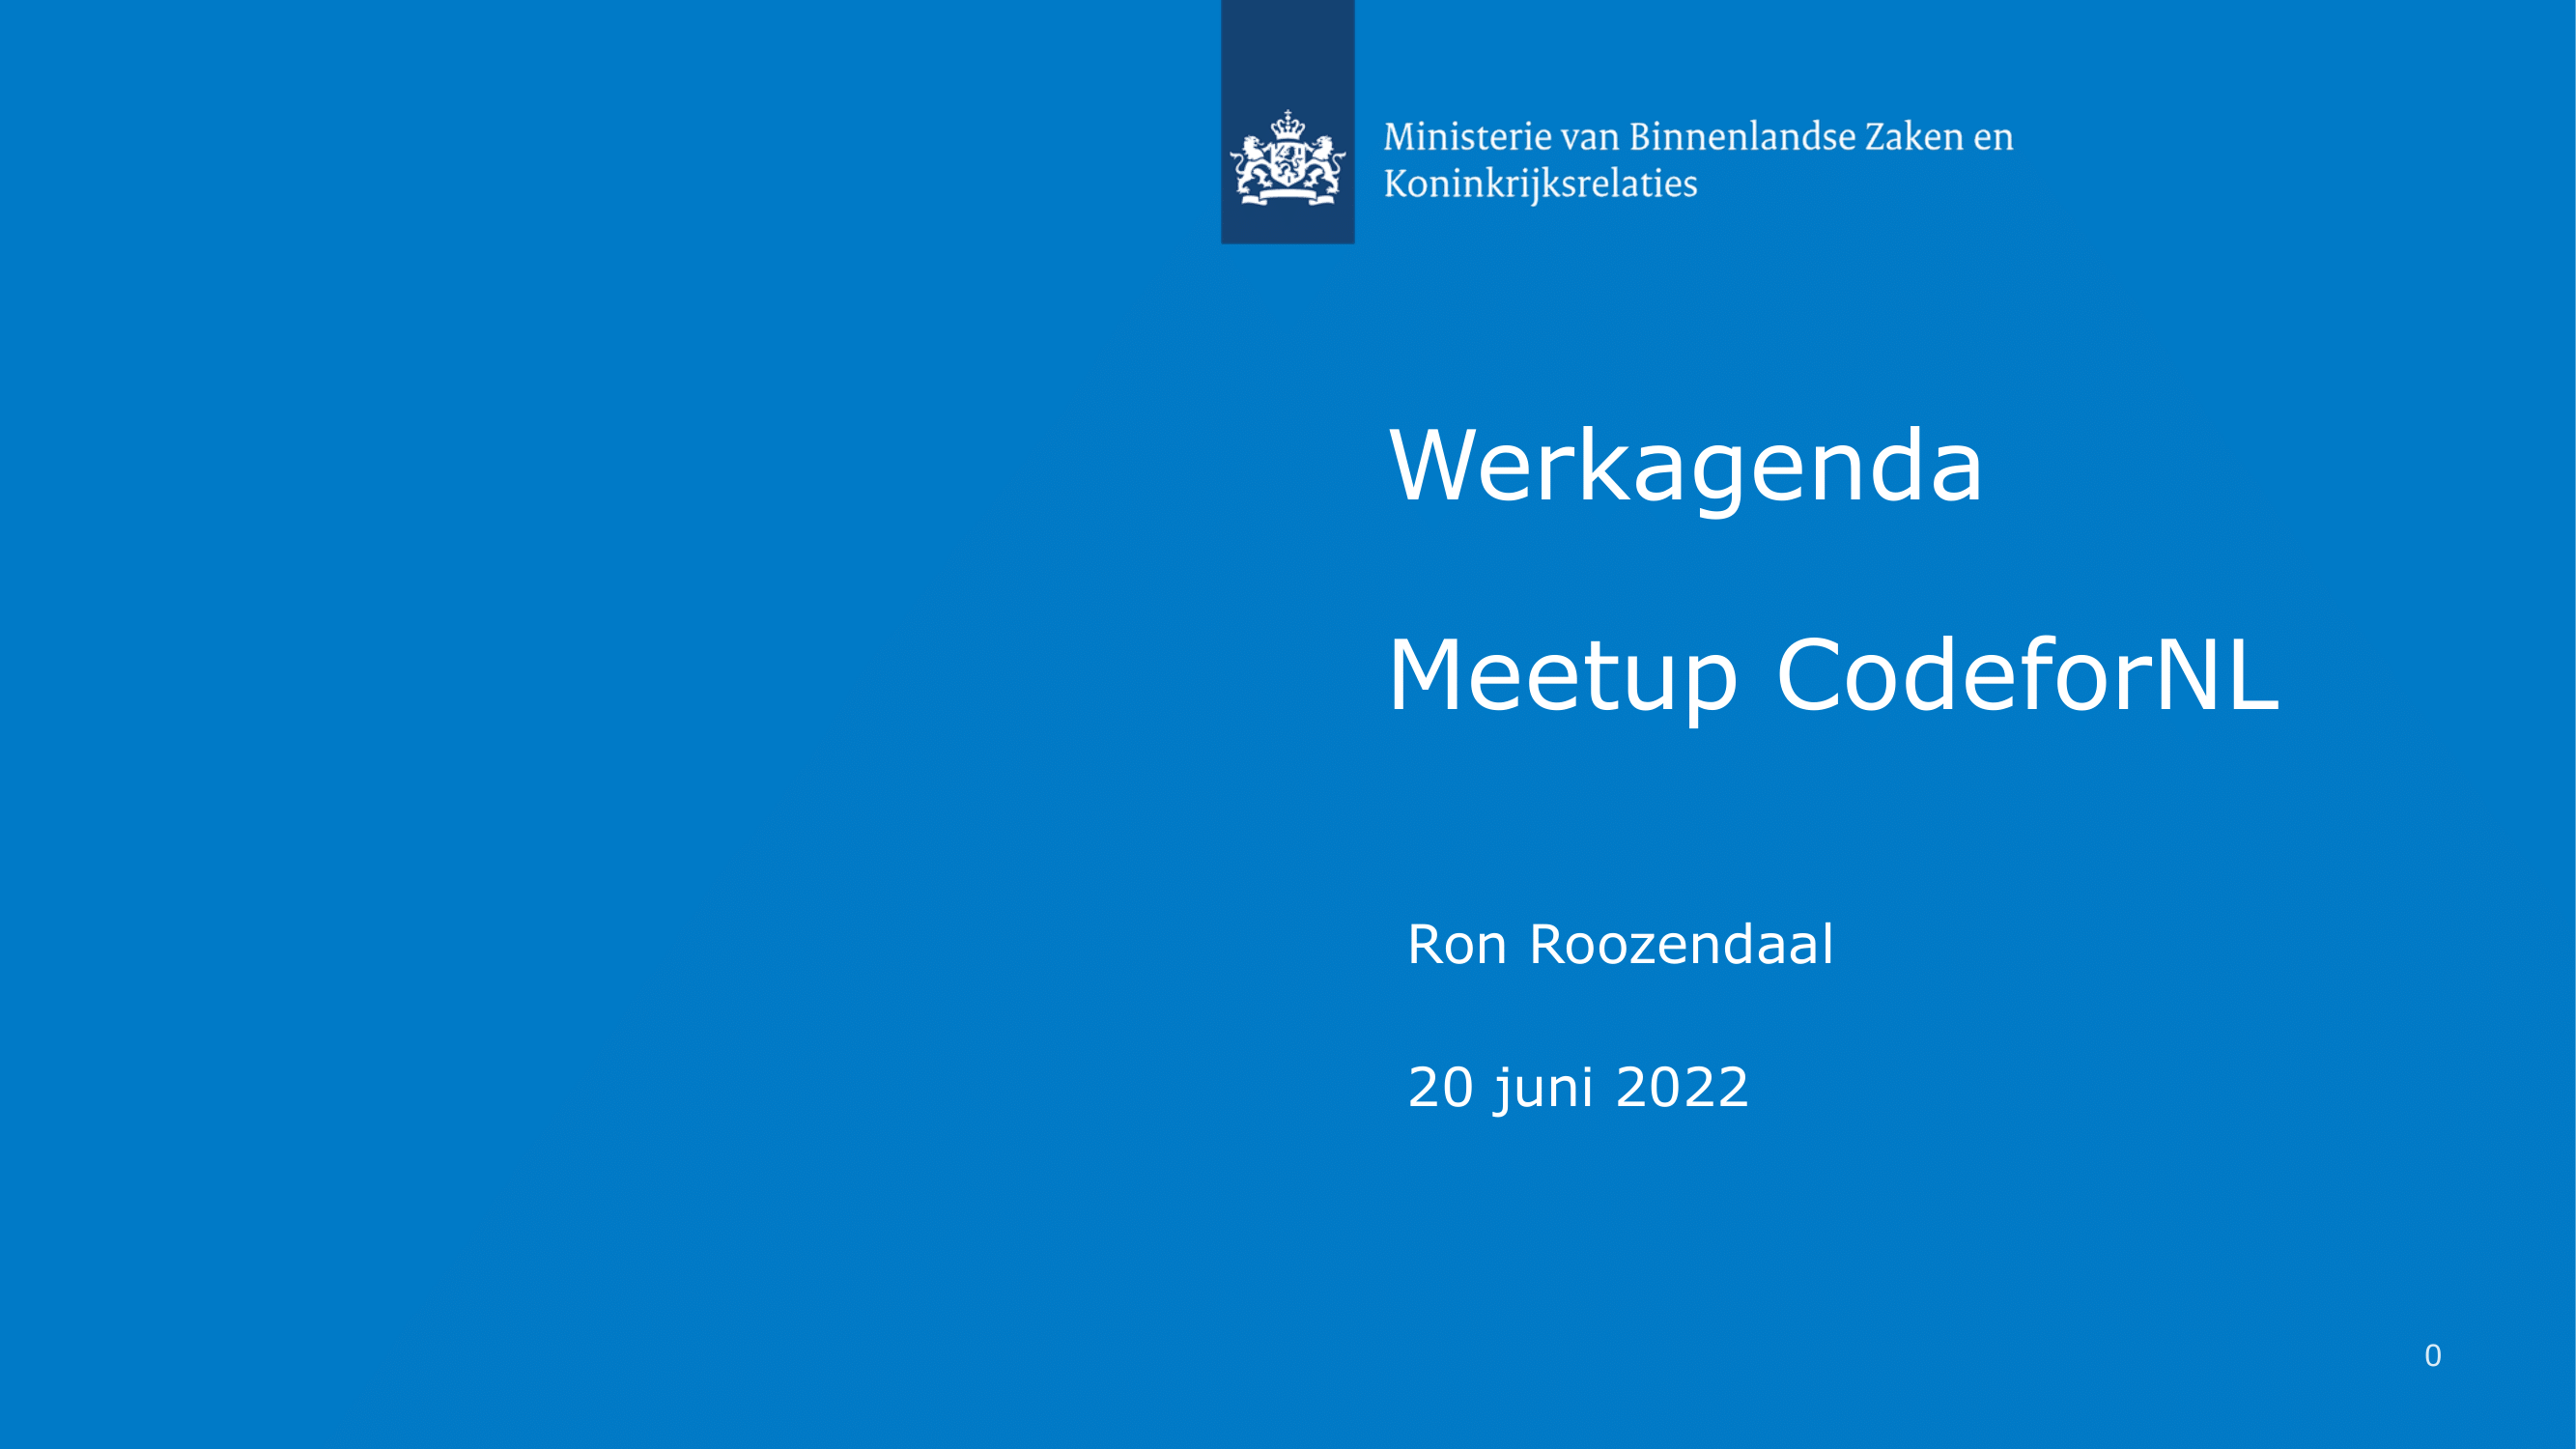 Ministerie van Binnenlandse Zaken en
Koninkrijksrelaties
Werkagenda
Meetup CodeforNL
Ron Roozendaal
20 juni 2022
0